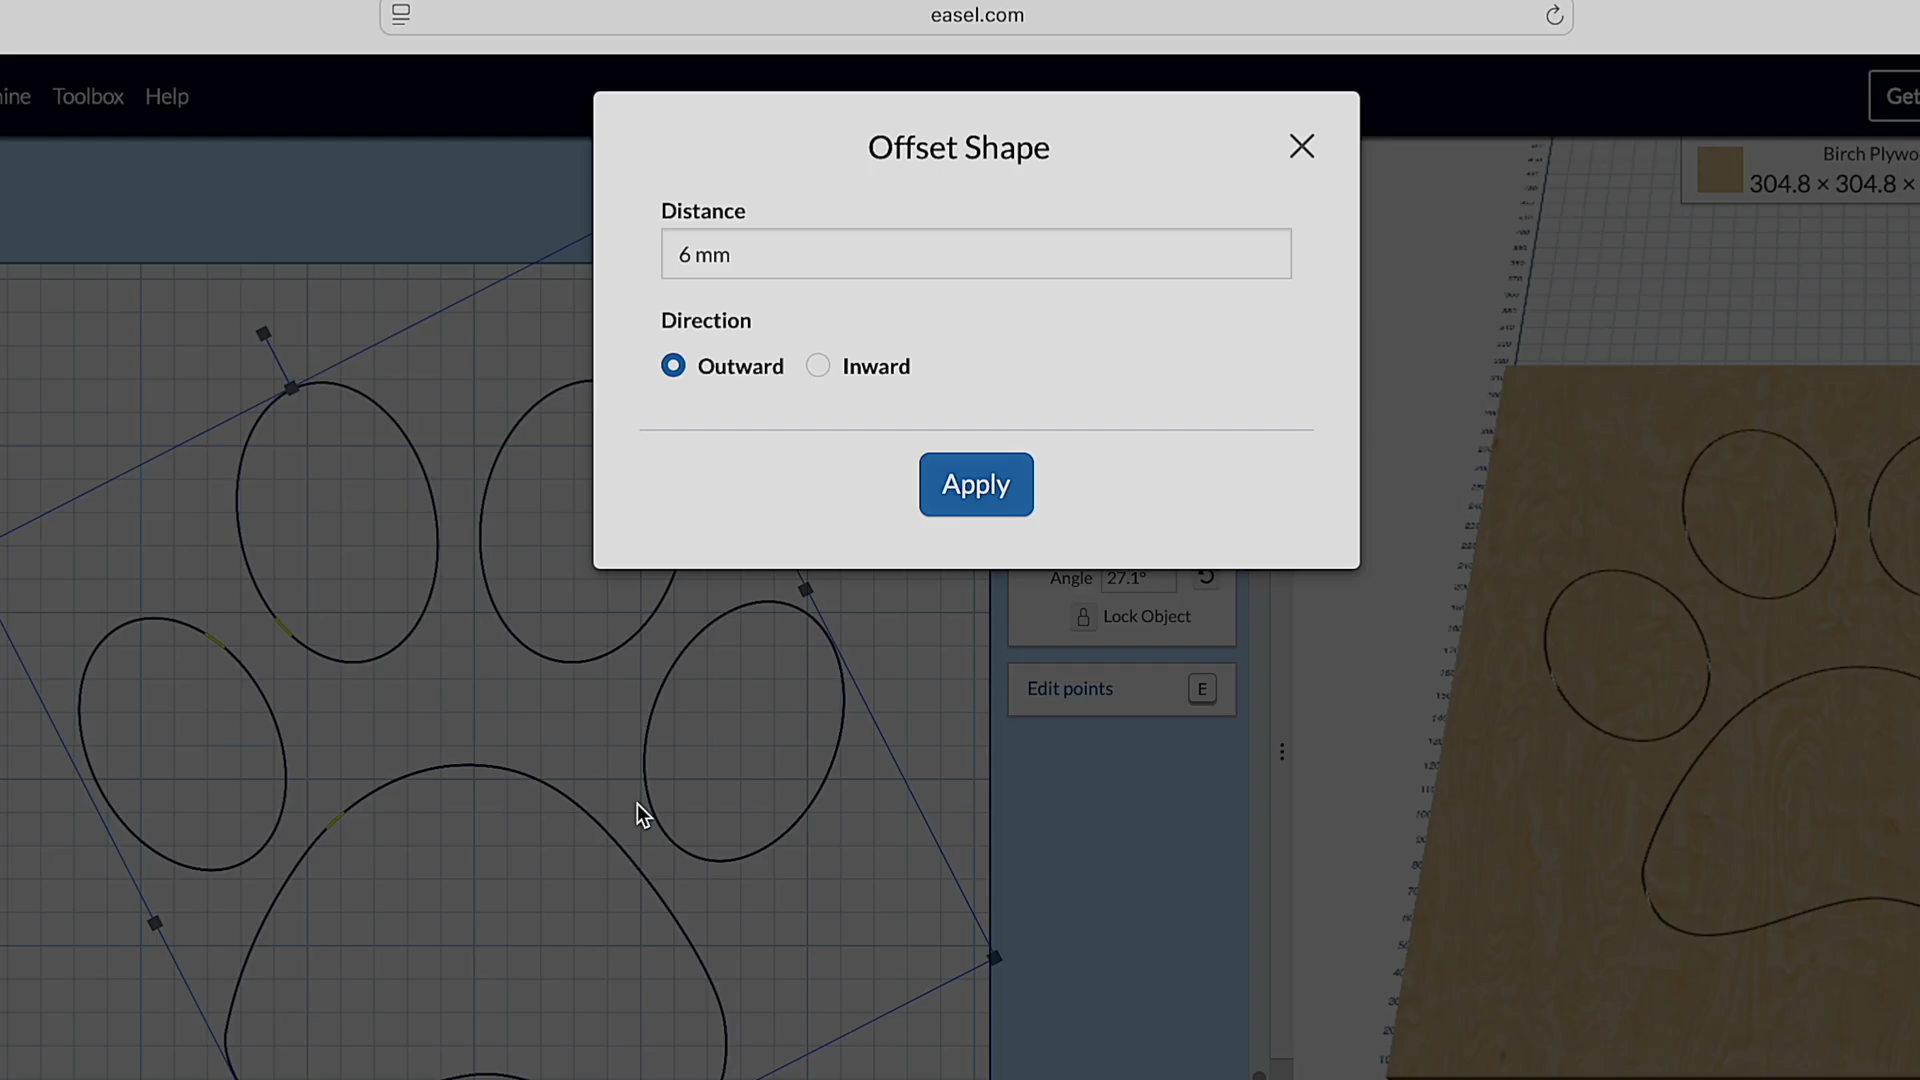 easel.com
ine Toolbox Help
Get
Offset Shape
Distance
6 mm
Direction
Outward Inward
Apply
Birch Plywo
304.8 × 304.8 ×
Angle 27.1°
Lock Object
Edit points E